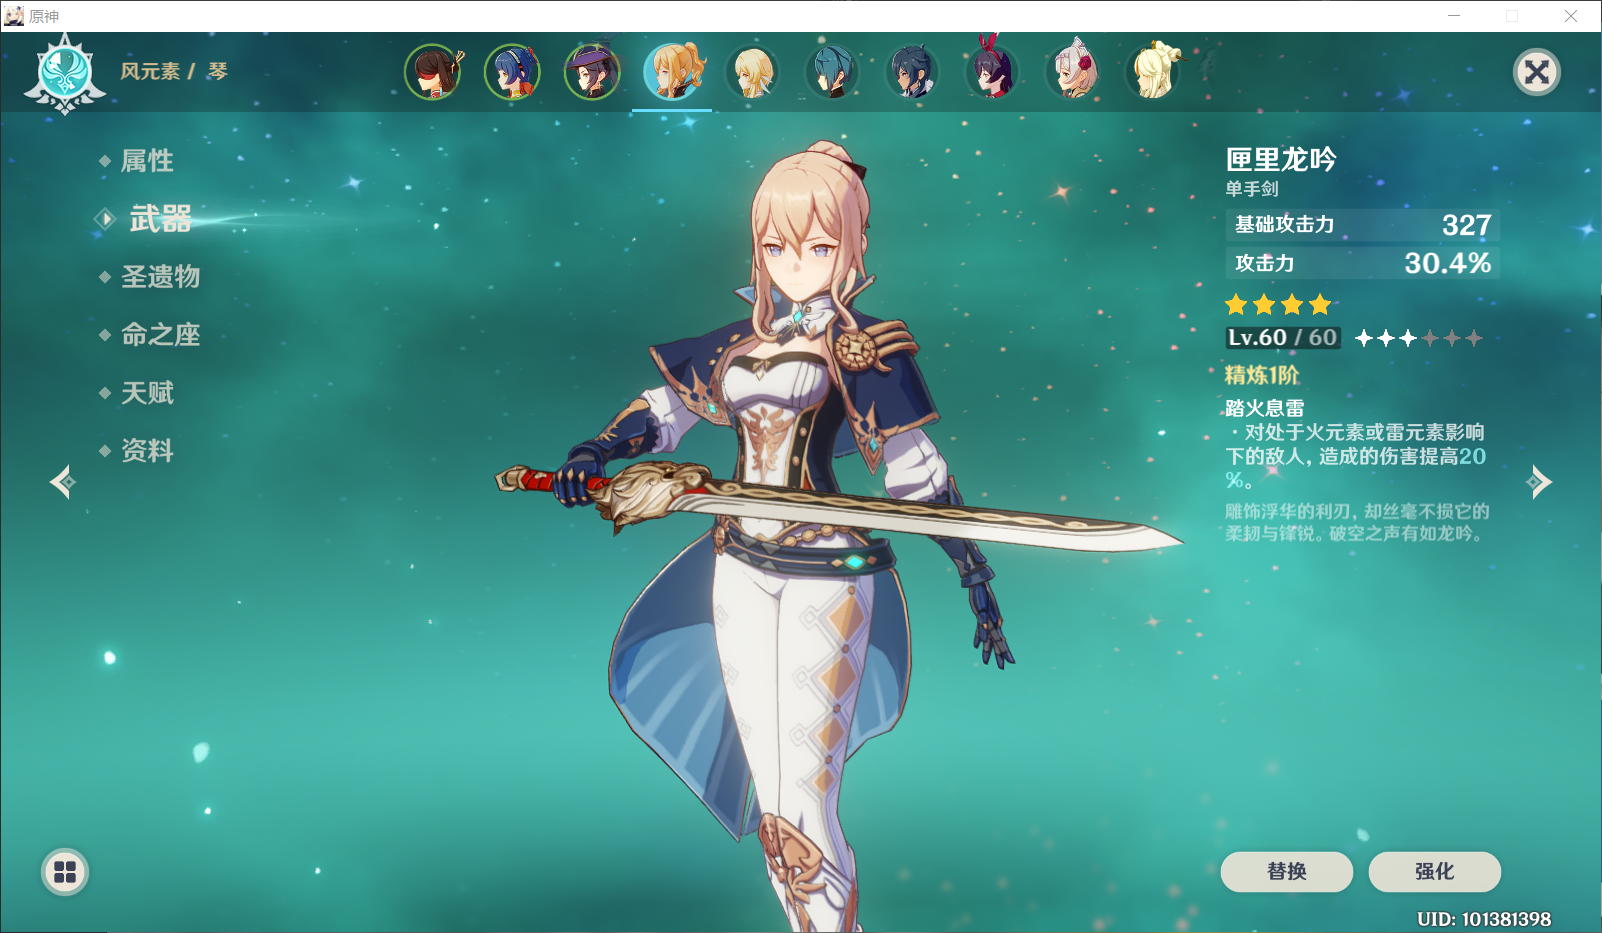 原神
风元素 / 琴
属性
武器
圣遗物
命之座
天赋
资料
匣里龙吟
单手剑
基础攻击力 327
攻击力 30.4%
Lv.60 / 60
精炼1阶
踏火息雷
·对处于火元素或雷元素影响
下的敌人，造成的伤害提高20
%。
雕饰浮华的利刃，却丝毫不损它的
柔韧与锋锐。破空之声有如龙吟。
替换
强化
UID: 101381398